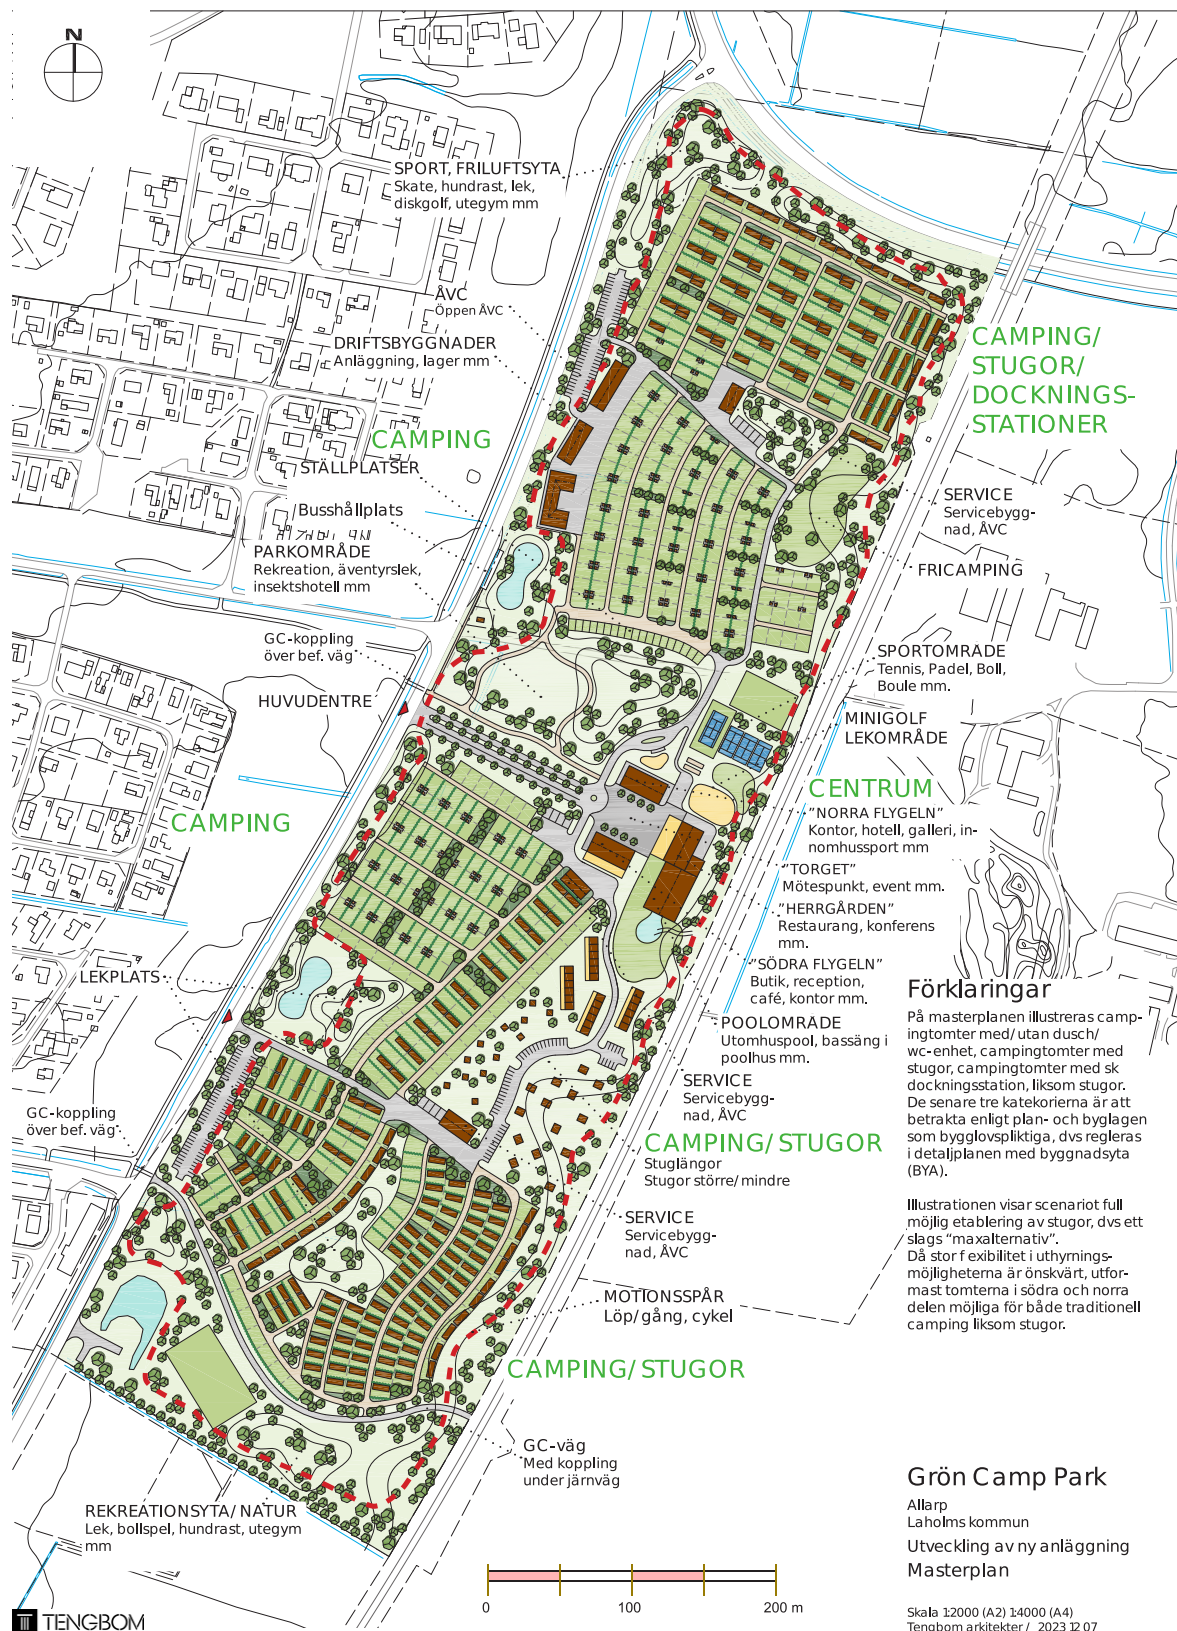 N
SPORT, FRILUFTSYTA
Skate, hundrast, lek,
diskgolf, utegym mm
ÅVC
Öppen ÅVC
DRIFTSBYGGNADER
Anläggning, lager mm
CAMPING
STÄLLPLATSER
Busshållplats
PARKOMRÅDE
Rekreation, äventyrslek,
insektshotell mm
GC-koppling
över bef. väg
HUVUDENTRE
CAMPING
LEKPLATS
GC-koppling
över bef. väg
CAMPING/
STUGOR/
DOCKNINGS-
STATIONER
SERVICE
Servicebygg-
nad, ÅVC
FRICAMPING
SPORTOMRÅDE
Tennis, Padel, Boll,
Boule mm.
MINIGOLF
LEKOMRÅDE
CENTRUM
"NORRA FLYGELN"
Kontor, hotell, galleri, in-
nomhussport mm
"TORGET"
Mötespunkt, event mm.
"HERRGÅRDEN"
Restaurang, konferens
mm.
"SÖDRA FLYGELN"
Butik, reception,
café, kontor mm.
POOLOMRÅDE
Utomhuspool, bassäng i
poolhus mm.
SERVICE
Servicebygg-
nad, ÅVC
CAMPING/ STUGOR
Stuglängor
Stugor större/mindre
SERVICE
Servicebygg-
nad, ÅVC
MOTIONSSPÅR
Löp/gång, cykel
CAMPING/ STUGOR
GC-väg
Med koppling
under järnväg
REKREATIONSYTA/ NATUR
Lek, bollspel, hundrast, utegym
mm
Förklaringar
På masterplanen illustreras camp-
ingtomter med/utan dusch/
wc-enhet, campingtomter med
stugor, campingtomter med sk
dockningsstation, liksom stugor.
De senare tre katekorierna är att
betrakta enligt plan- och byglagen
som bygglovspliktiga, dvs regleras
i detaljplanen med byggnadsyta
(BYA).
Illustrationen visar scenariot full
möjlig etablering av stugor, dvs ett
slags "maxalternativ".
Då stor f exibilitet i uthyrnings-
möjligheterna är önskvärt, utfor-
mast tomterna i södra och norra
delen möjliga för både traditionell
camping liksom stugor.
Grön Camp Park
Allarp
Laholms kommun
Utveckling av ny anläggning
Masterplan
Skala 1:2000 (A2) 1:4000 (A4)
Tengbom arkitekter / 2023 12 07
0 100 200 m
TENGBOM